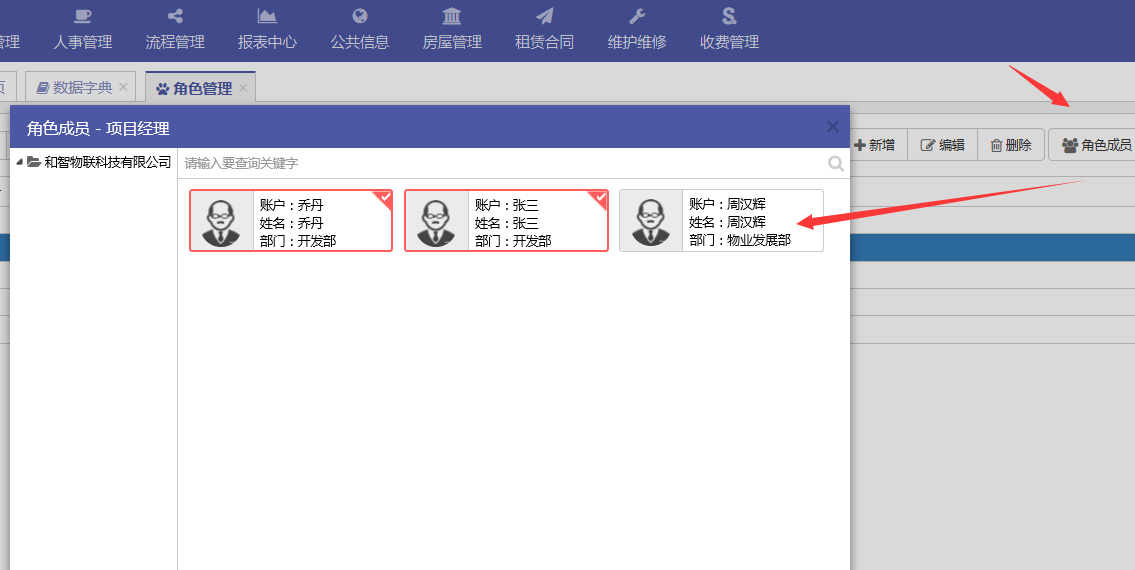 管理 人事管理 流程管理 报表中心 公共信息 房屋管理 租赁合同 维护维修 收费管理
页 数据字典 角色管理
角色成员 - 项目经理
新增 编辑 删除 角色成员
和智物联科技有限公司 请输入要查询关键字
账户：乔丹
姓名：乔丹
部门：开发部
账户：张三
姓名：张三
部门：开发部
账户：周汉辉
姓名：周汉辉
部门：物业发展部